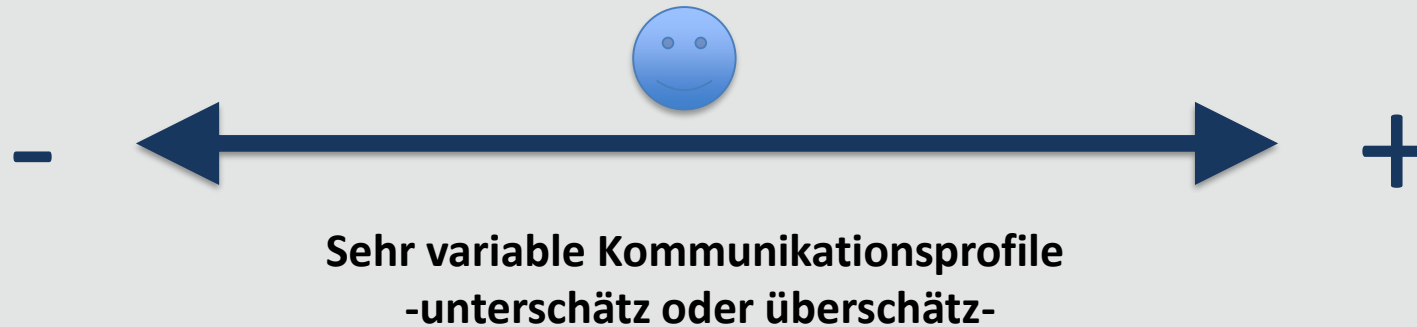 - +
Sehr variable Kommunikationsprofile
-unterschätz oder überschätz-